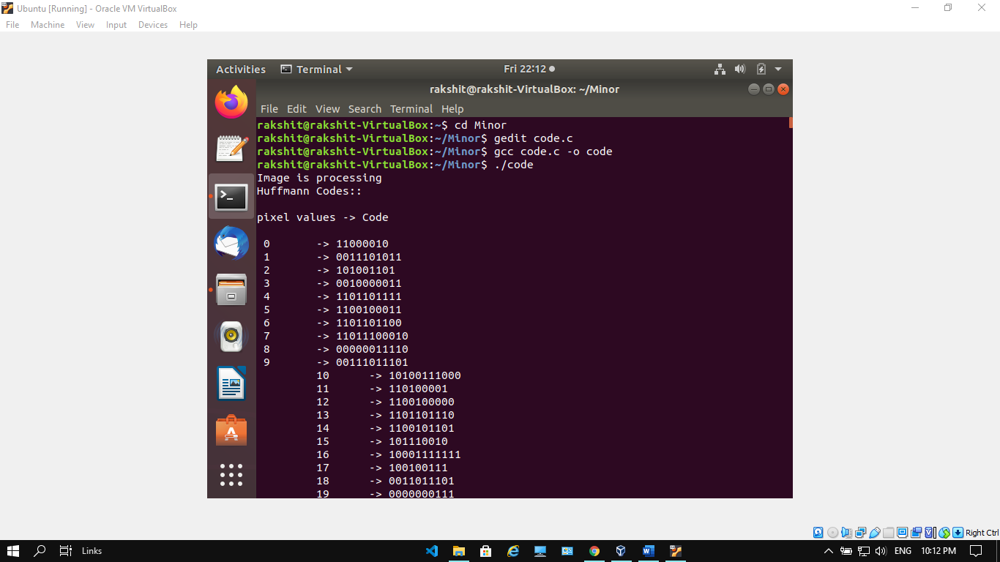 Ubuntu [Running] - Oracle VM VirtualBox
File Machine View Input Devices Help
Activities Terminal Fri 22:12
rakshit@rakshit-VirtualBox: ~/Minor
File Edit View Search Terminal Help
rakshit@rakshit-VirtualBox:~$ cd Minor
rakshit@rakshit-VirtualBox:~/Minor$ gedit code.c
rakshit@rakshit-VirtualBox:~/Minor$ gcc code.c -o code
rakshit@rakshit-VirtualBox:~/Minor$ ./code
Image is processing
Huffmann Codes::
pixel values -> Code
0 -> 11000010
1 -> 0011101011
2 -> 101001101
3 -> 0010000011
4 -> 1101101111
5 -> 1100100011
6 -> 1101101100
7 -> 11011100010
8 -> 00000011110
9 -> 00111011101
10 -> 10100111000
11 -> 110100001
12 -> 1100100000
13 -> 1101101110
14 -> 1100101101
15 -> 101110010
16 -> 10001111111
17 -> 100100111
18 -> 0011011101
19 -> 0000000111
Right Ctrl
Links ENG 10:12 PM